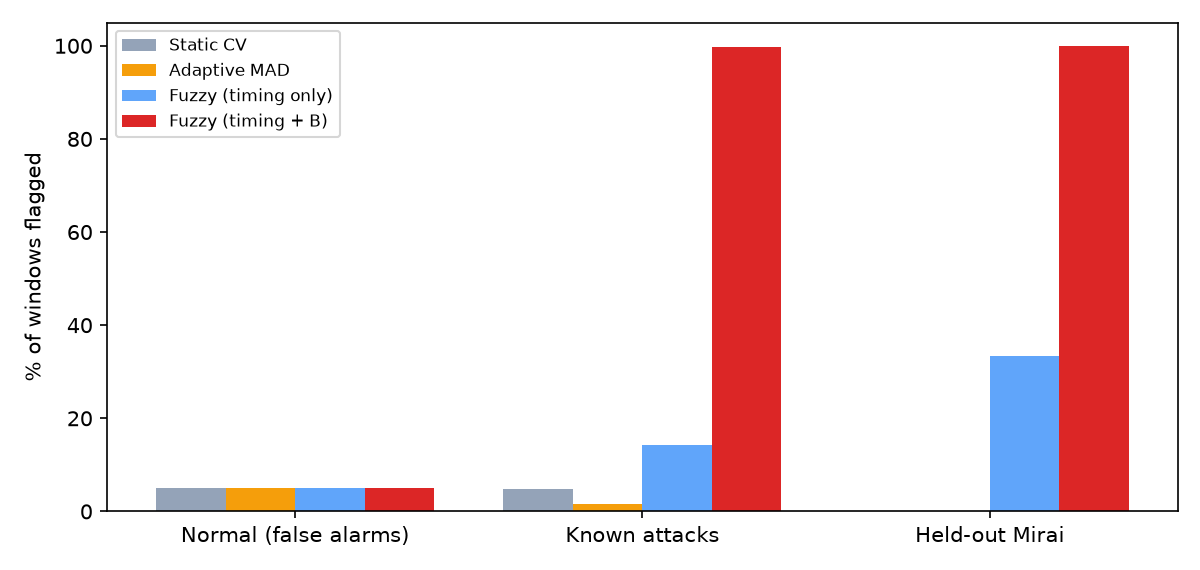 Static CV
Adaptive MAD
Fuzzy (timing only)
Fuzzy (timing + B)
% of windows flagged
100
80
60
40
20
0
Normal (false alarms)
Known attacks
Held-out Mirai